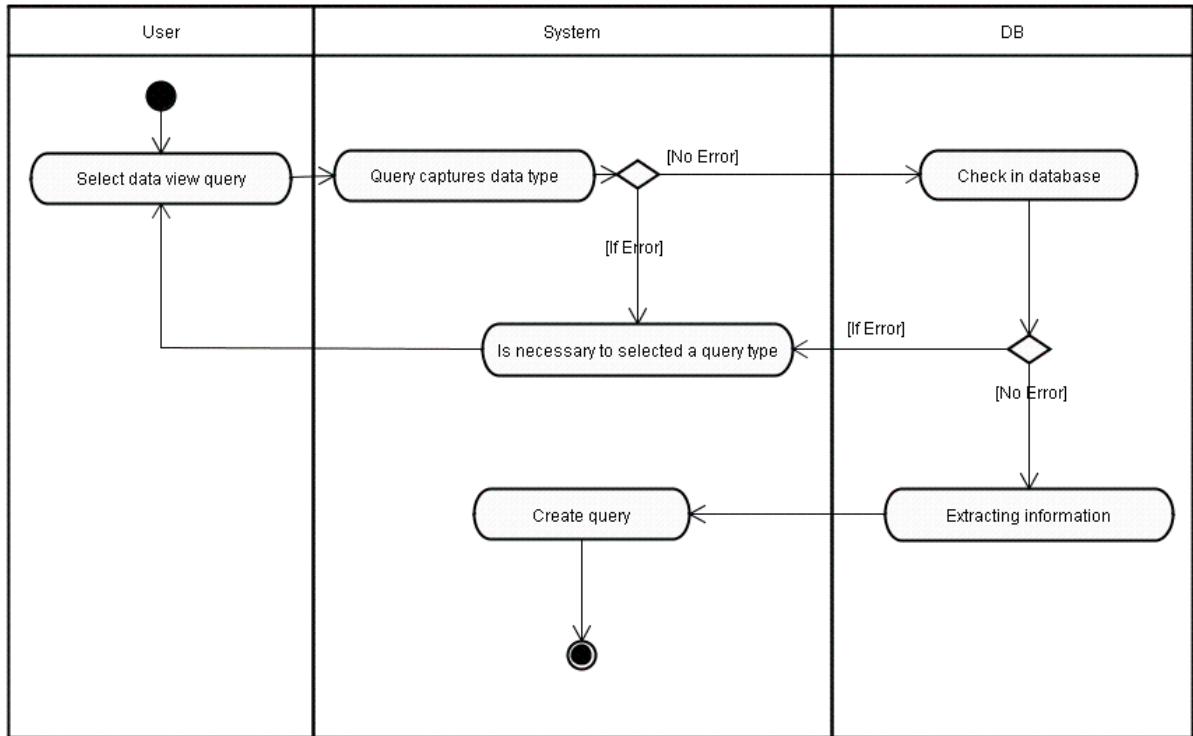 User
System
DB
Select data view query
Query captures data type
[No Error]
Check in database
[If Error]
Is necessary to selected a query type
[If Error]
[No Error]
Create query
Extracting information